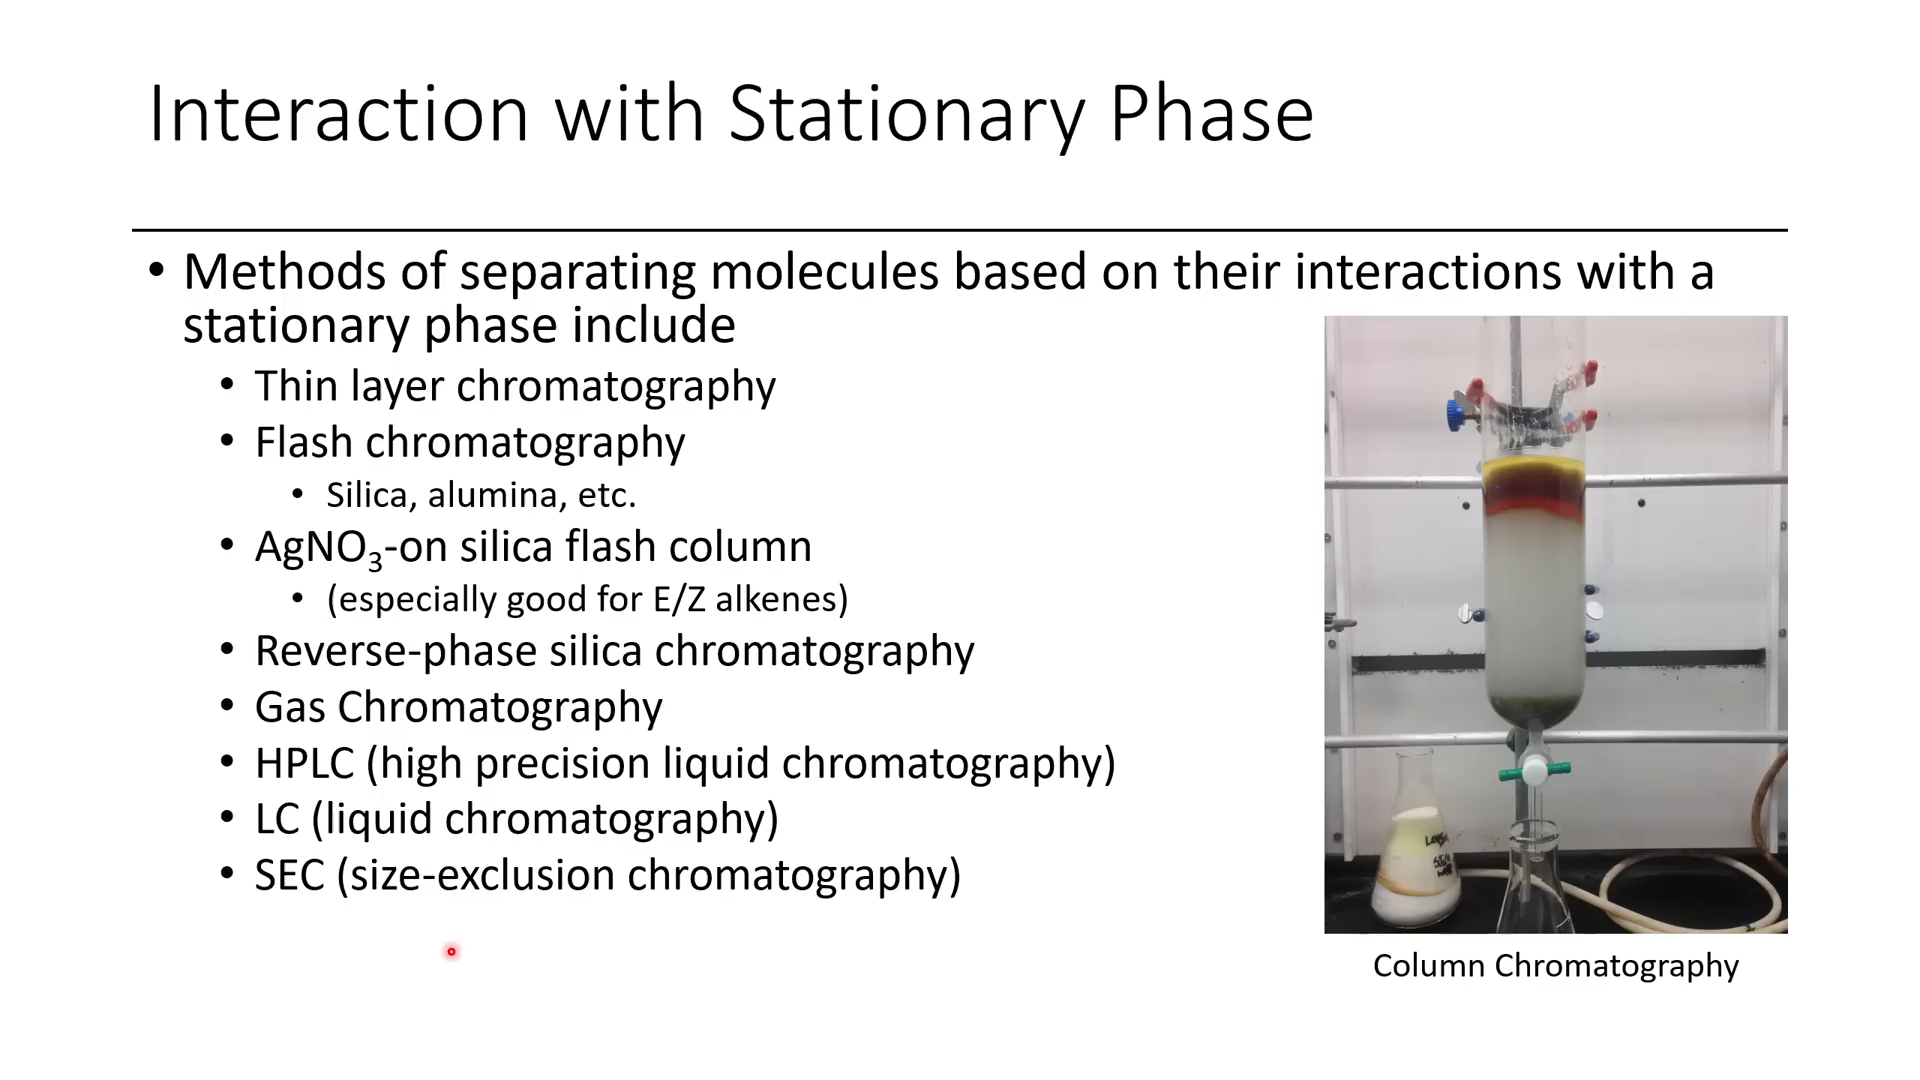 Interaction with Stationary Phase
• Methods of separating molecules based on their interactions with a
stationary phase include
• Thin layer chromatography
• Flash chromatography
• Silica, alumina, etc.
• AgNO₃-on silica flash column
• (especially good for E/Z alkenes)
• Reverse-phase silica chromatography
• Gas Chromatography
• HPLC (high precision liquid chromatography)
• LC (liquid chromatography)
• SEC (size-exclusion chromatography)
Column Chromatography